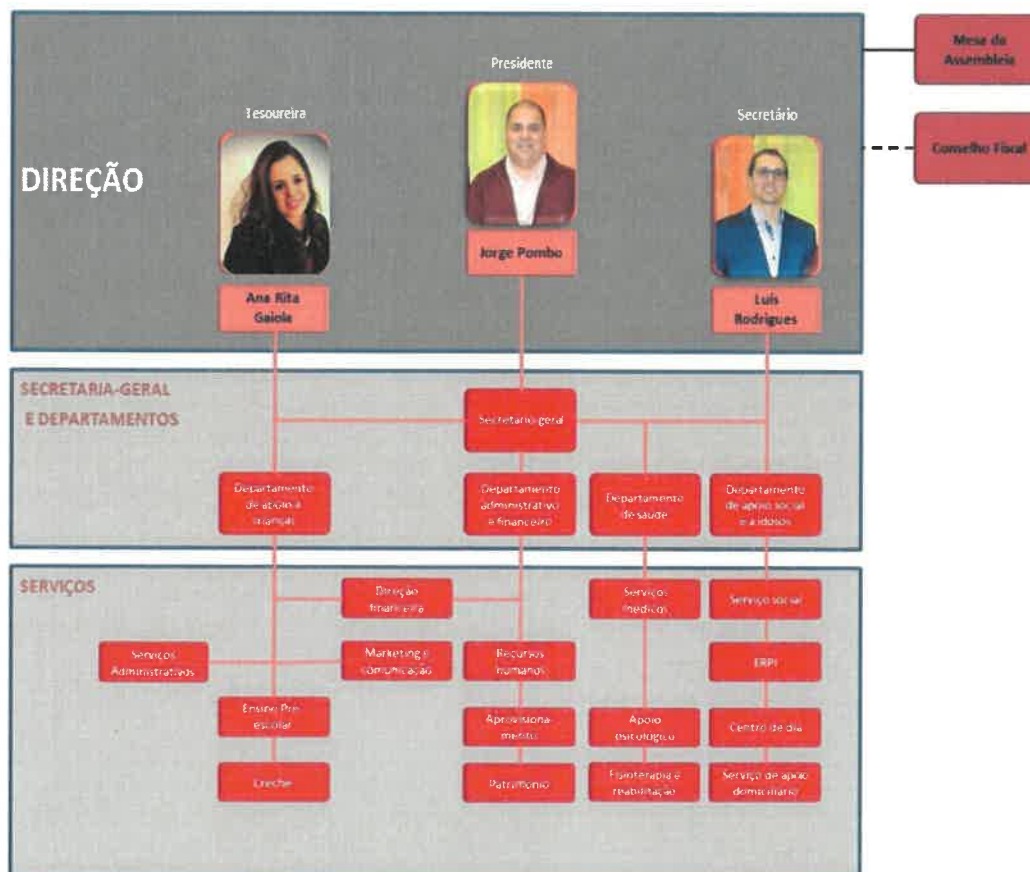 Mesa da
Assembleia
Presidente
Tesoureira
Secretário
Conselho Fiscal
DIREÇÃO
Jorge Pombo
Ana Rita
Gaiola
Luís
Rodrigues
SECRETARIA-GERAL
E DEPARTAMENTOS
Secretário-geral
Departamento
de apoio a
crianças
Departamento
administrativo
e financeiro
Departamento
de saúde
Departamento
de apoio social
e a idosos
SERVIÇOS
Direção
financeira
Serviços
médicos
Serviço social
Serviços
Administrativos
Marketing e
comunicação
Recursos
humanos
ERPI
Ensino Pré-
escolar
Aprovisiona-
mento
Apoio
psicológico
Centro de dia
Creche
Património
Fisioterapia e
reabilitação
Serviço de apoio
domiciliário